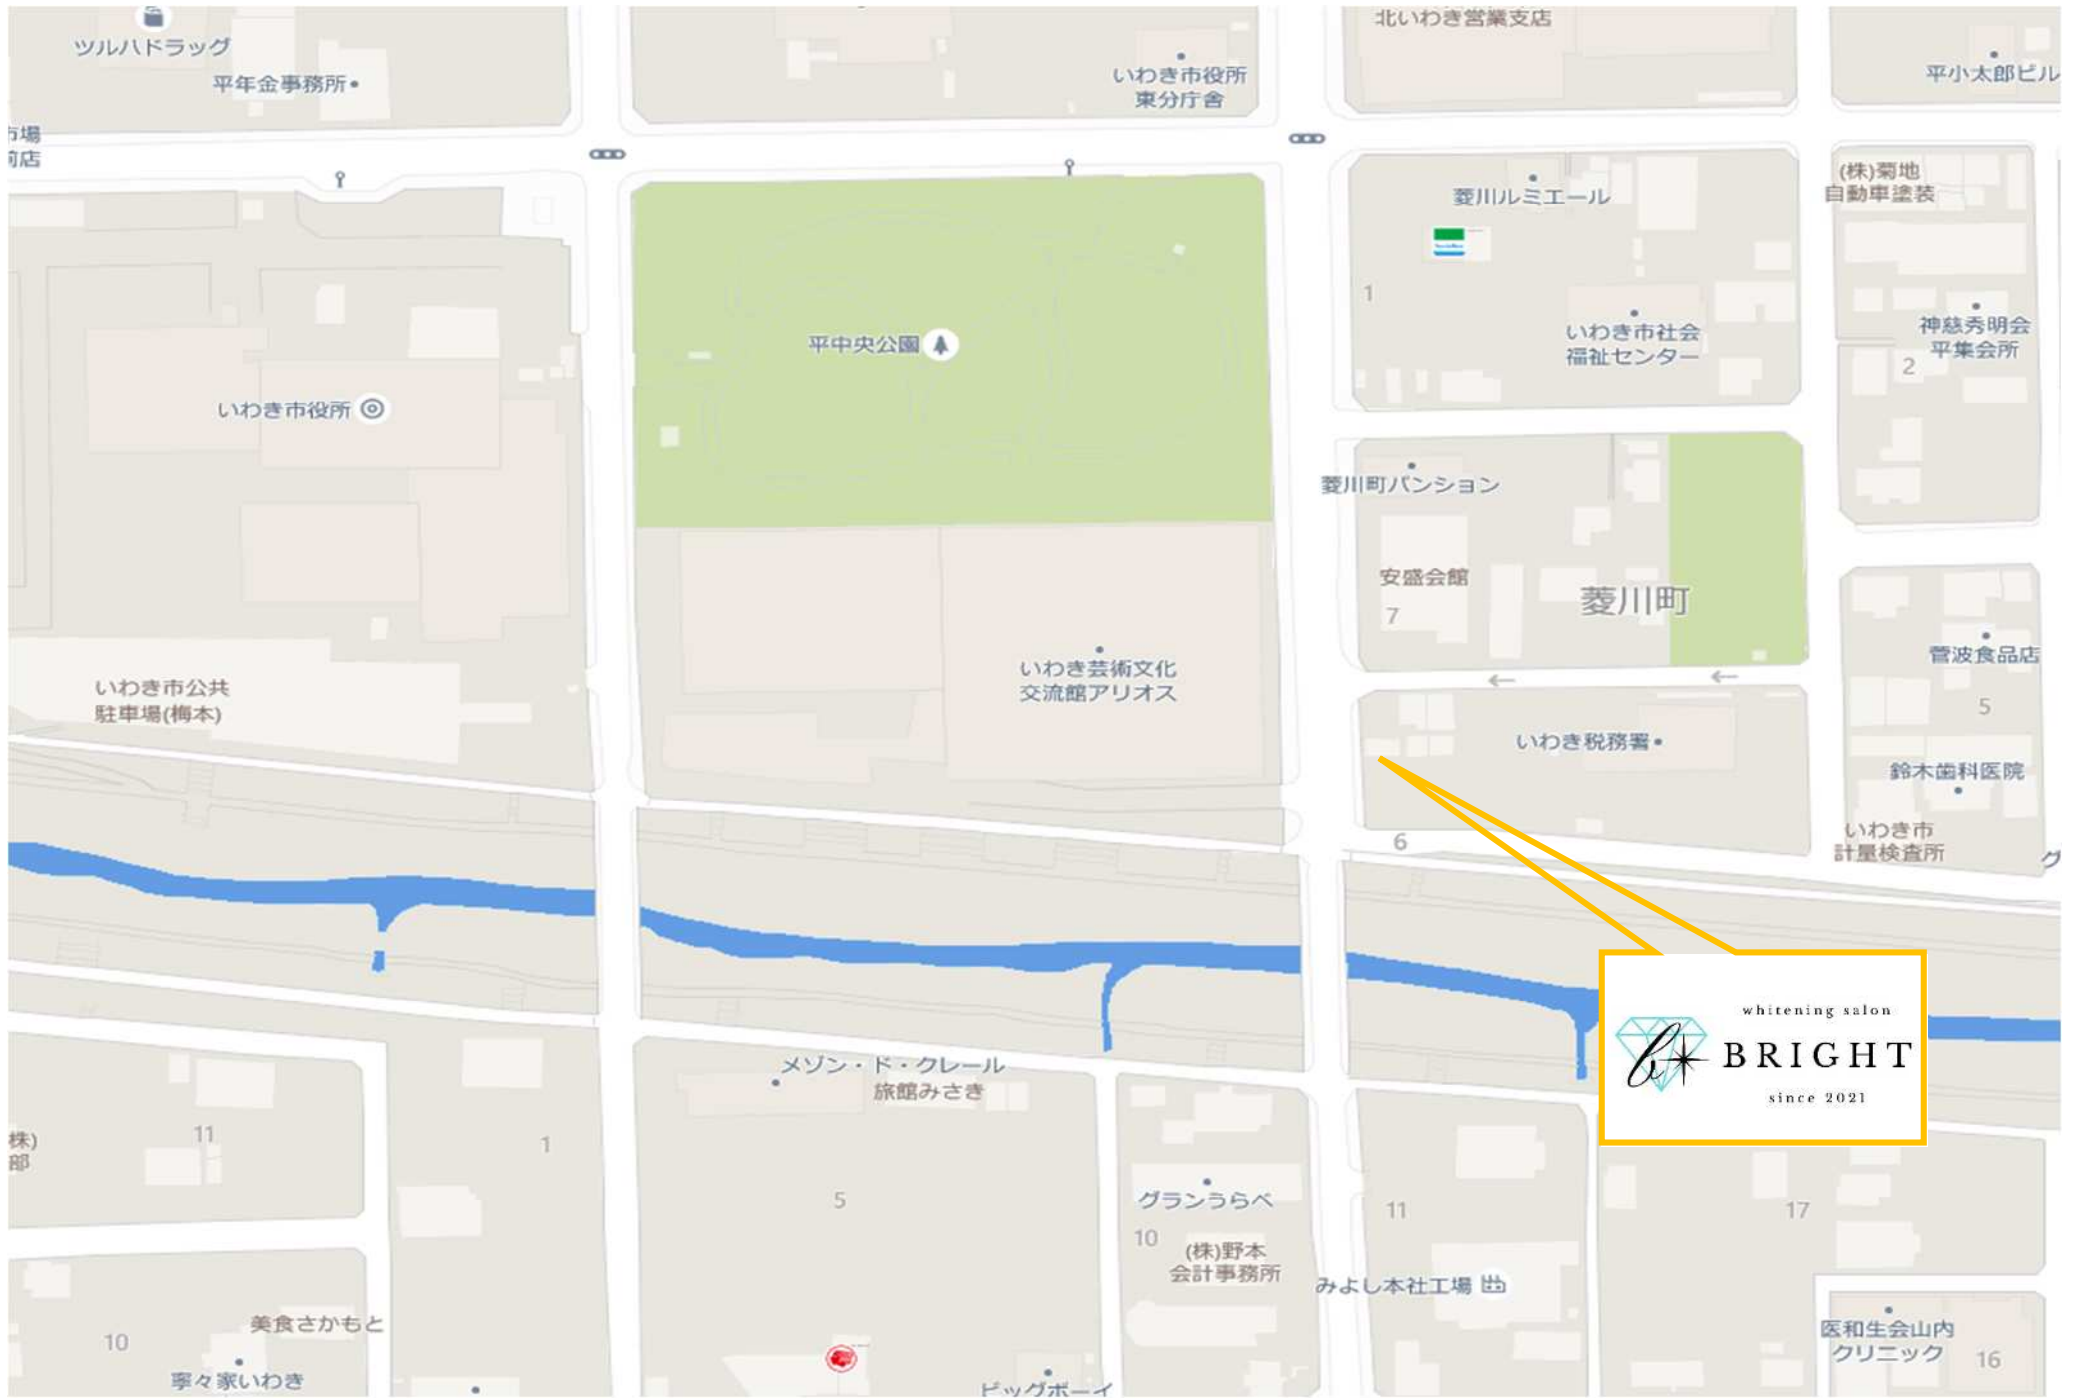 ツルハドラッグ
平年金事務所
いわき市役所
東分庁舎
北いわき営業支店
平小太郎ビル
市場
前店
菱川ルミエール
(株)菊地
自動車塗装
1
いわき市社会
福祉センター
神慈秀明会
平集会所
2
平中央公園
いわき市役所
菱川町パンション
安盛会館
7
菱川町
いわき芸術文化
交流館アリオス
いわき市公共
駐車場(梅本)
菅波食品店
5
いわき税務署
鈴木歯科医院
いわき市
計量検査所
グ
6
whitening salon
BRIGHT
since 2021
メゾン・ド・クレール
旅館みさき
株)
部
11
1
5
グランうらべ
10
(株)野本
会計事務所
11
17
みよし本社工場
美食さかもと
10
寧々家いわき
ビッグボーイ
医和生会山内
クリニック
16